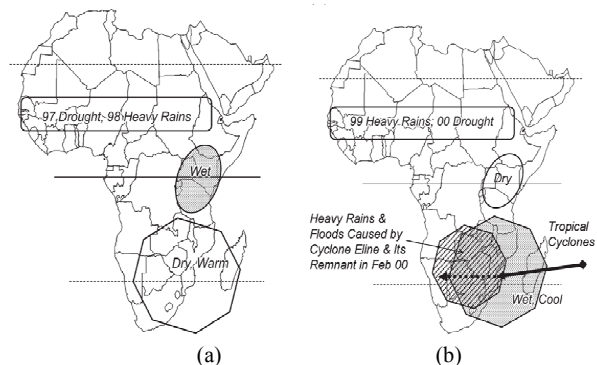 97 Drought; 98 Heavy Rains
Wet
Dry, Warm
(a)
99 Heavy Rains; 00 Drought
Dry
Heavy Rains &
Floods Caused by
Cyclone Eline & Its
Remnant in Feb 00
Tropical
Cyclones
Wet, Cool
(b)